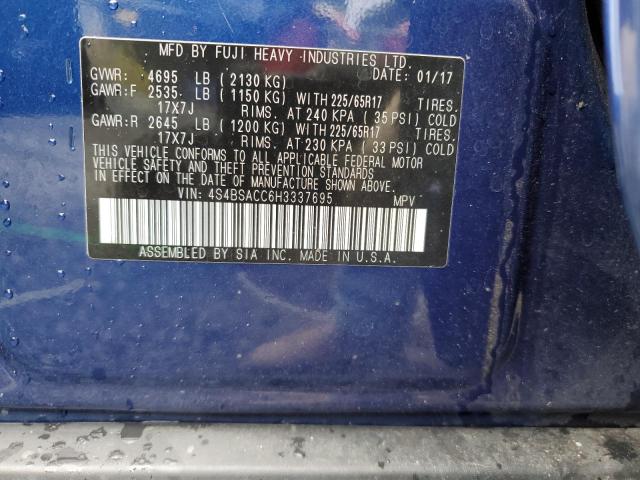 MFD BY FUJI HEAVY INDUSTRIES LTD.
GVWR: 4695 LB ( 2130 KG) DATE: 01/17
GAWR:F 2535 LB ( 1150 KG) WITH 225/65R17 TIRES.
17X7J RIMS. AT 240 KPA ( 35 PSI) COLD
GAWR:R 2645 LB ( 1200 KG) WITH 225/65R17 TIRES.
17X7J RIMS. AT 230 KPA ( 33 PSI) COLD
THIS VEHICLE CONFORMS TO ALL APPLICABLE FEDERAL MOTOR
VEHICLE SAFETY AND THEFT PREVENTION STANDARDS
IN EFFECT ON THE DATE OF MANUFACTURE SHOWN ABOVE.
VIN: 4S4BSACC6H3337695 MPV
ASSEMBLED BY SIA INC. MADE IN U.S.A.